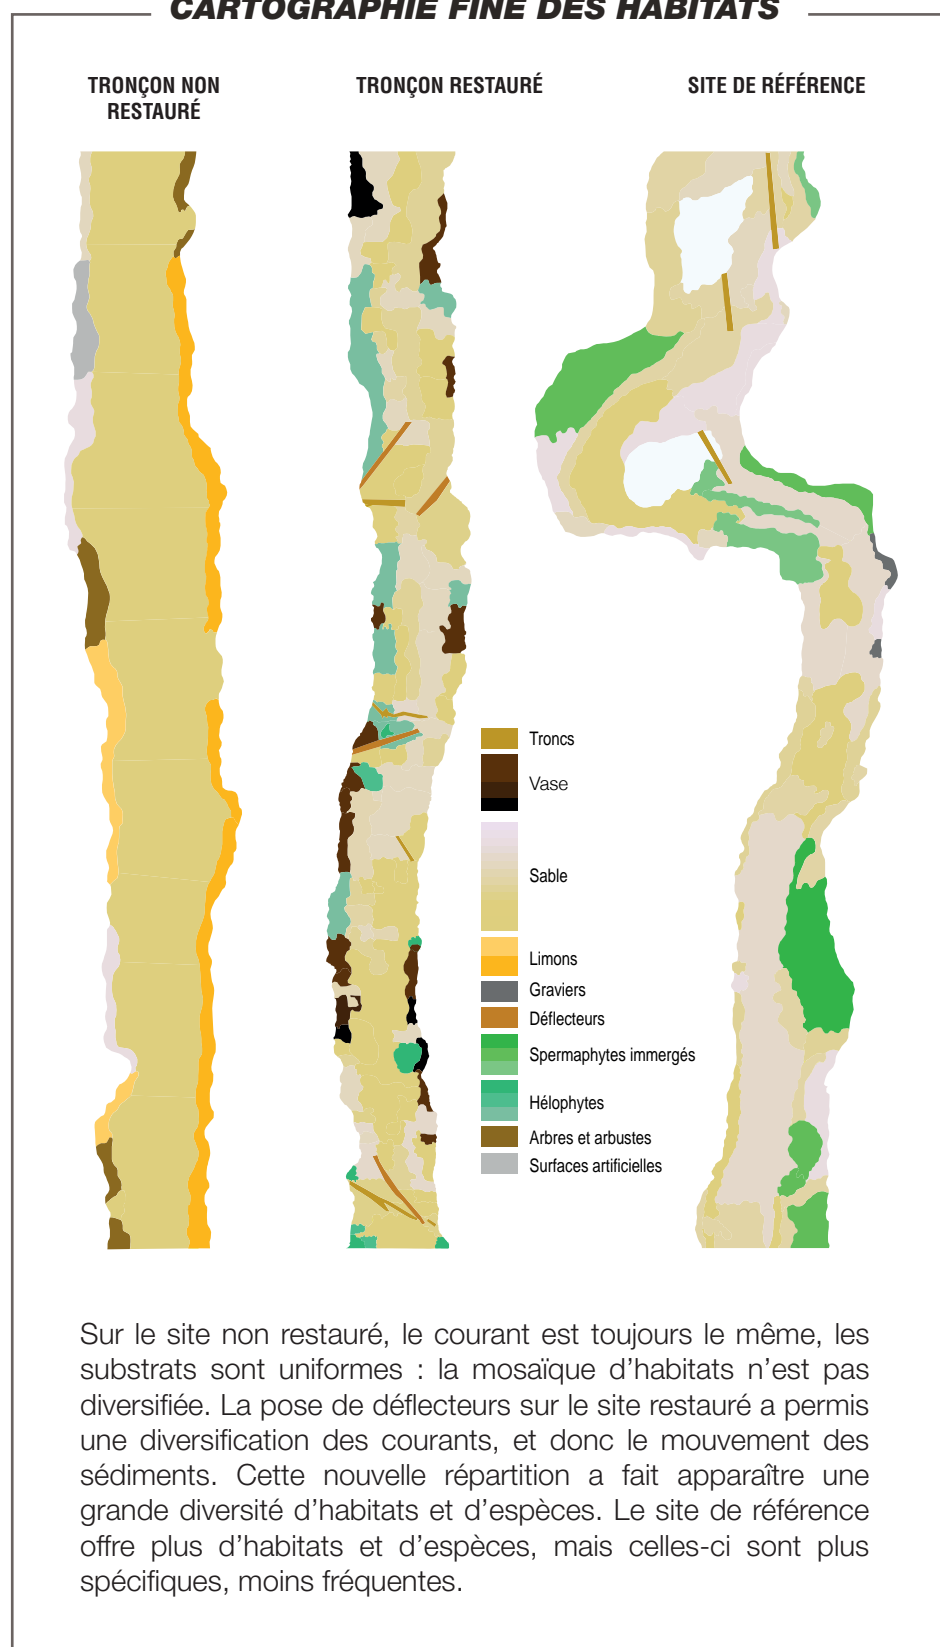 CARTOGRAPHIE FINE DES HABITATS
TRONÇON NON
RESTAURÉ
TRONÇON RESTAURÉ
SITE DE RÉFÉRENCE
Troncs
Vase
Sable
Limons
Graviers
Déflecteurs
Spermaphytes immergés
Hélophytes
Arbres et arbustes
Surfaces artificielles
Sur le site non restauré, le courant est toujours le même, les
substrats sont uniformes : la mosaïque d’habitats n’est pas
diversifiée. La pose de déflecteurs sur le site restauré a permis
une diversification des courants, et donc le mouvement des
sédiments. Cette nouvelle répartition a fait apparaître une
grande diversité d’habitats et d’espèces. Le site de référence
offre plus d’habitats et d’espèces, mais celles-ci sont plus
spécifiques, moins fréquentes.